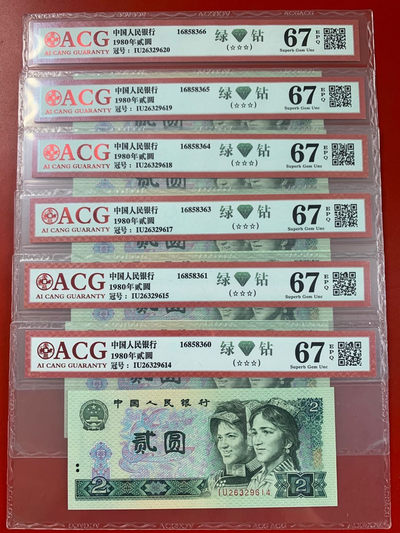 ACG
AI CANG GUARANTY
中国人民银行 16858366
1980年贰圆
冠号：IU26329620
绿 钻
(☆☆☆)
67 EPQ
Superb Gem Unc
ACG
AI CANG GUARANTY
中国人民银行 16858365
1980年贰圆
冠号：IU26329619
绿 钻
(☆☆☆)
67 EPQ
Superb Gem Unc
ACG
AI CANG GUARANTY
中国人民银行 16858364
1980年贰圆
冠号：IU26329618
绿 钻
(☆☆☆)
67 EPQ
Superb Gem Unc
ACG
AI CANG GUARANTY
中国人民银行 16858363
1980年贰圆
冠号：IU26329617
绿 钻
(☆☆☆)
67 EPQ
Superb Gem Unc
ACG
AI CANG GUARANTY
中国人民银行 16858361
1980年贰圆
冠号：IU26329615
绿 钻
(☆☆☆)
67 EPQ
Superb Gem Unc
ACG
AI CANG GUARANTY
中国人民银行 16858360
1980年贰圆
冠号：IU26329614
绿 钻
(☆☆☆)
67 EPQ
Superb Gem Unc
中国人民银行
贰圆
2
IU26329614
2
2